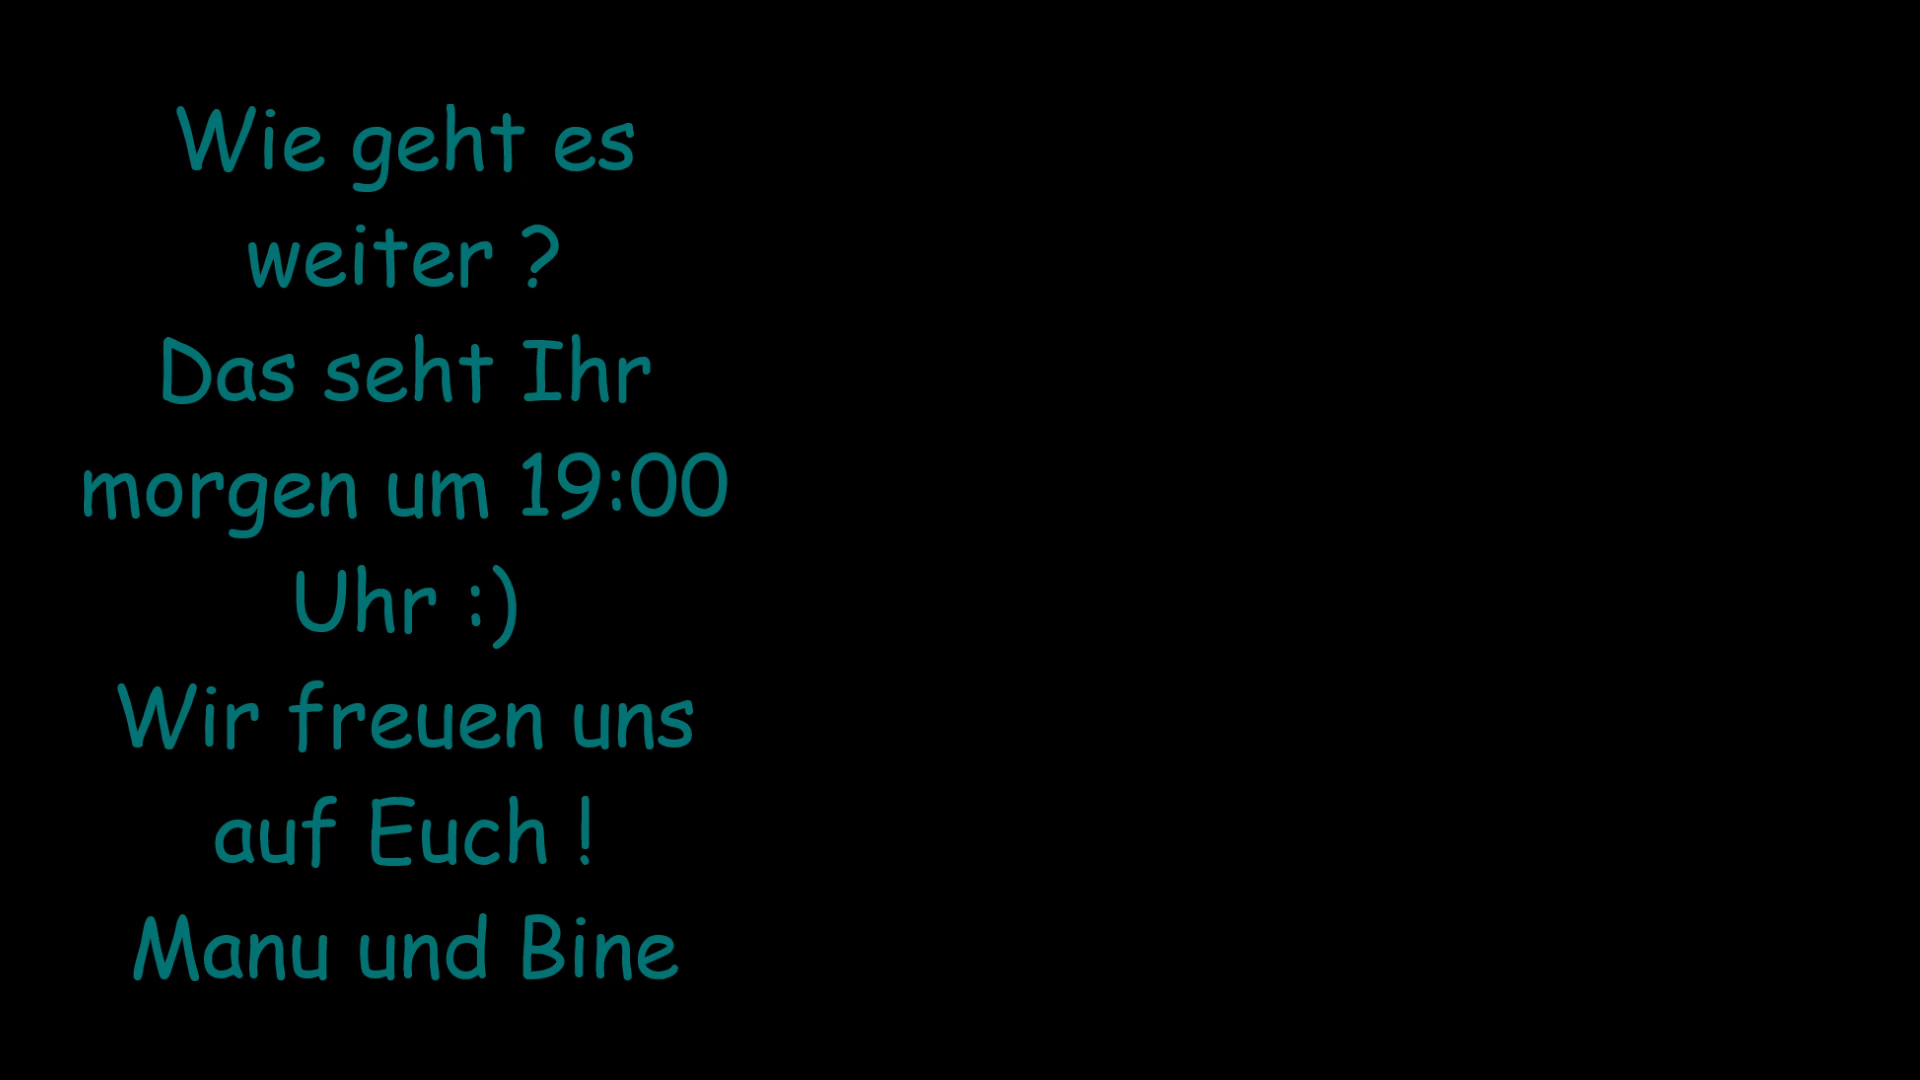 Wie geht es
weiter ?
Das seht Ihr
morgen um 19:00
Uhr :)
Wir freuen uns
auf Euch !
Manu und Bine